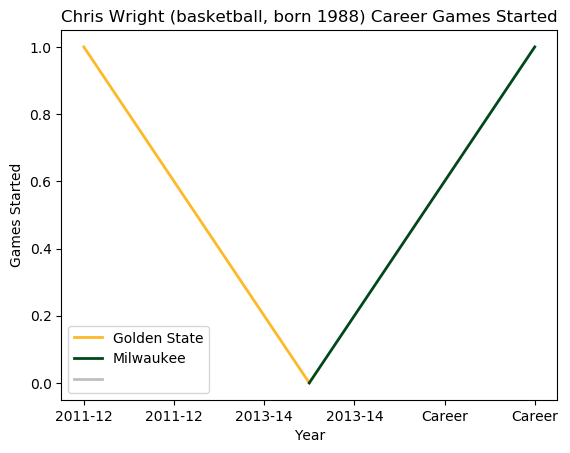 Chris Wright (basketball, born 1988) Career Games Started
1.0
0.8
0.6
0.4
0.2
0.0
Games Started
Golden State
Milwaukee
2011-12 2011-12 2013-14 2013-14 Career Career
Year